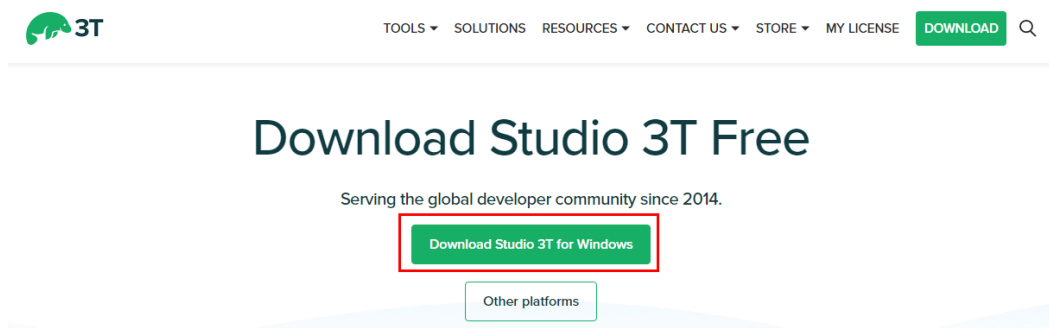 3T
TOOLS SOLUTIONS RESOURCES CONTACT US STORE MY LICENSE DOWNLOAD
Download Studio 3T Free
Serving the global developer community since 2014.
Download Studio 3T for Windows
Other platforms